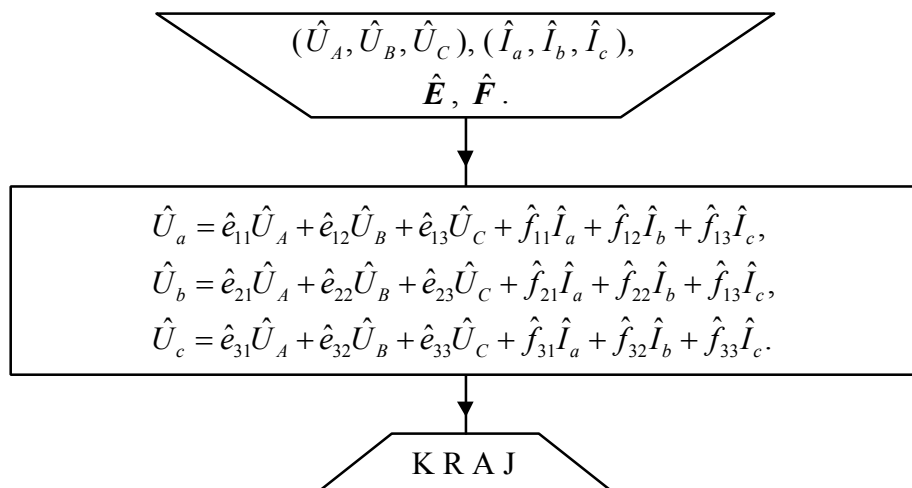 (Û_A, Û_B, Û_C), (Î_a, Î_b, Î_c),
Ê, F̂.
Û_a = ê_11 Û_A + ê_12 Û_B + ê_13 Û_C + f̂_11 Î_a + f̂_12 Î_b + f̂_13 Î_c,
Û_b = ê_21 Û_A + ê_22 Û_B + ê_23 Û_C + f̂_21 Î_a + f̂_22 Î_b + f̂_13 Î_c,
Û_c = ê_31 Û_A + ê_32 Û_B + ê_33 Û_C + f̂_31 Î_a + f̂_32 Î_b + f̂_33 Î_c.
K R A J